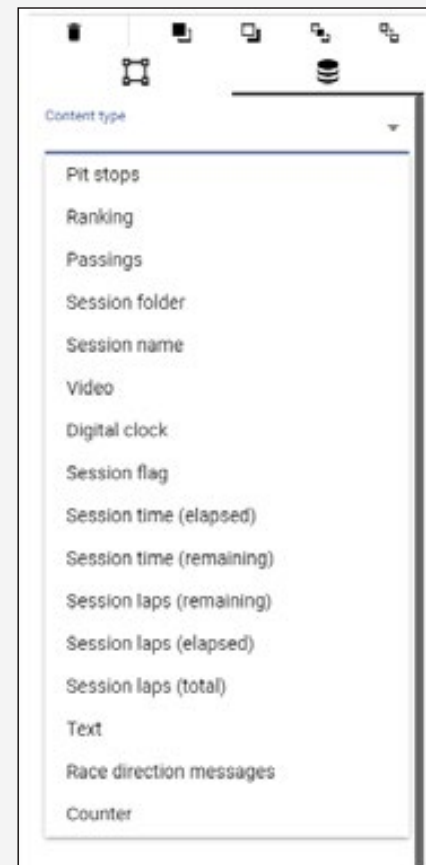 Content type
Pit stops
Ranking
Passings
Session folder
Session name
Video
Digital clock
Session flag
Session time (elapsed)
Session time (remaining)
Session laps (remaining)
Session laps (elapsed)
Session laps (total)
Text
Race direction messages
Counter